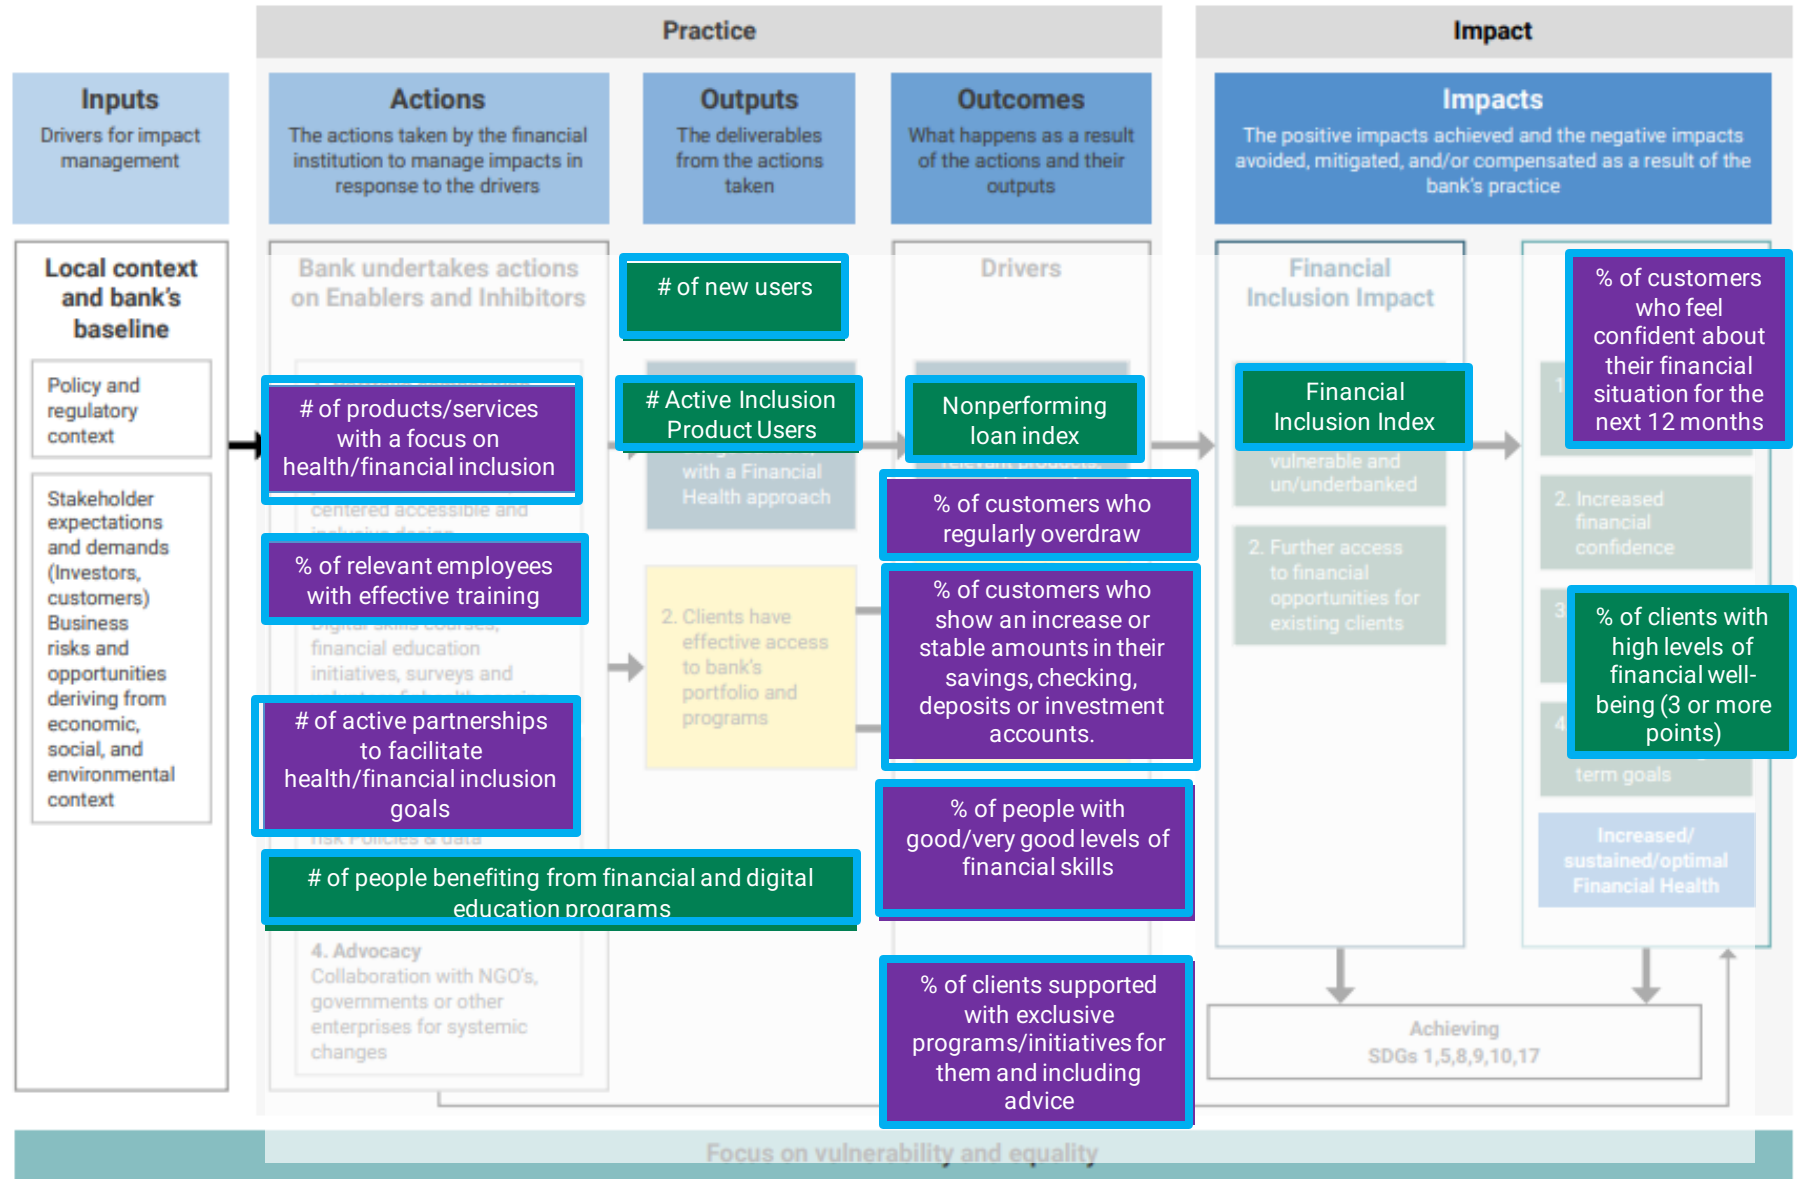 Practice
Impact
Inputs
Drivers for impact
management
Actions
The actions taken by the financial
institution to manage impacts in
response to the drivers
Outputs
The deliverables
from the actions
taken
Outcomes
What happens as a result
of the actions and their
outputs
Impacts
The positive impacts achieved and the negative impacts
avoided, mitigated, and/or compensated as a result of the
bank's practice
Local context
and bank's
baseline
Policy and
regulatory
context
Stakeholder
expectations
and demands
(Investors,
customers)
Business
risks and
opportunities
deriving from
economic,
social, and
environmental
context
Bank undertakes actions
on Enablers and Inhibitors
# of products/services
with a focus on
health/financial inclusion
centered accessible and
% of relevant employees
with effective training
Digital skills courses,
financial education
initiatives, surveys and
# of active partnerships
to facilitate
health/financial inclusion
goals
risk Policies & data
# of people benefiting from financial and digital
education programs
4. Advocacy
Collaboration with NGO's,
governments or other
enterprises for systemic
changes
# of new users
# Active Inclusion
Product Users
with a Financial
Health approach
2. Clients have
effective access
to bank's
portfolio and
programs
Drivers
Nonperforming
loan index
relevant products,
% of customers who
regularly overdraw
% of customers who
show an increase or
stable amounts in their
savings, checking,
deposits or investment
accounts.
% of people with
good/very good levels of
financial skills
% of clients supported
with exclusive
programs/initiatives for
them and including
advice
Financial
Inclusion Impact
Financial
Inclusion Index
vulnerable and
un/underbanked
2. Further access
to financial
opportunities for
existing clients
% of customers
who feel
confident about
their financial
situation for the
next 12 months
1
2. Increased
financial
confidence
3
% of clients with
high levels of
financial well-
being (3 or more
points)
4
term goals
Increased/
sustained/optimal
Financial Health
Achieving
SDGs 1,5,8,9,10,17
Focus on vulnerability and equality